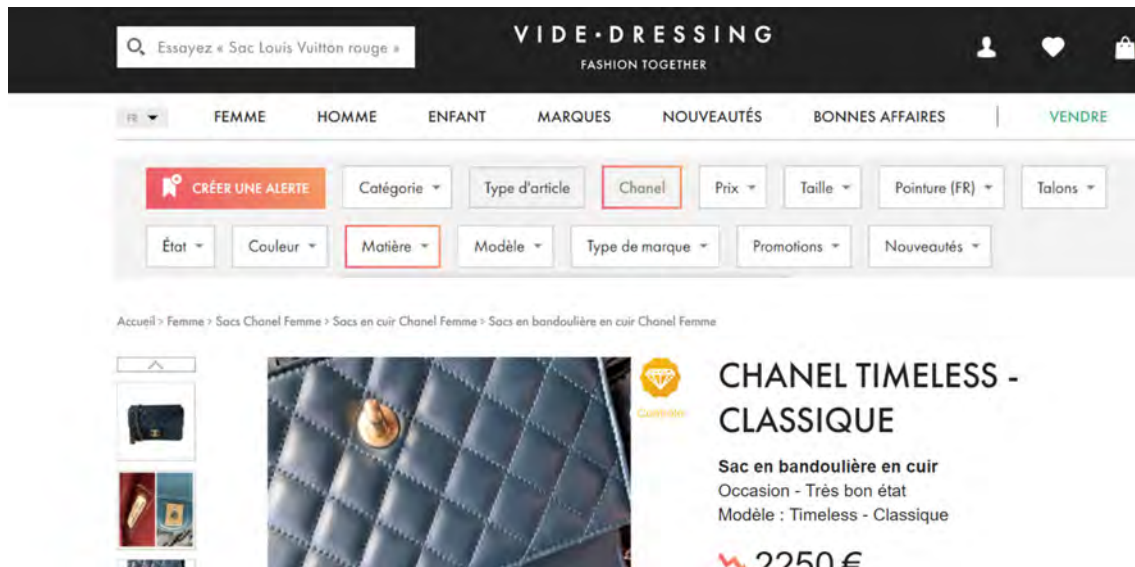 Essayez « Sac Louis Vuitton rouge »
VIDE•DRESSING
FASHION TOGETHER
FR FEMME HOMME ENFANT MARQUES NOUVEAUTÉS BONNES AFFAIRES VENDRE
CRÉER UNE ALERTE Catégorie Type d'article Chanel Prix Taille Pointure (FR) Talons
État Couleur Matière Modèle Type de marque Promotions Nouveautés
Accueil > Femme > Sacs Chanel Femme > Sacs en cuir Chanel Femme > Sacs en bandoulière en cuir Chanel Femme
CHANEL TIMELESS -
CLASSIQUE
Sac en bandoulière en cuir
Occasion - Très bon état
Modèle : Timeless - Classique
2250 €